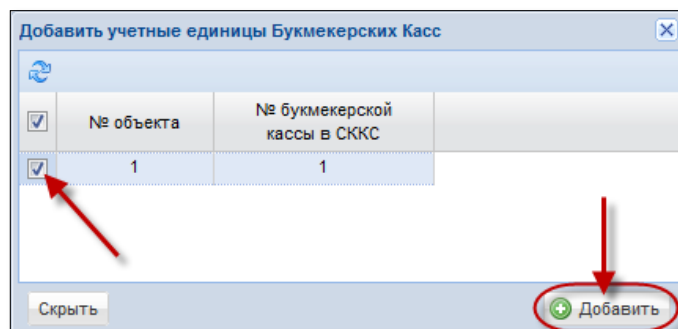 Добавить учетные единицы Букмекерских Касс
№ объекта
№ букмекерской
кассы в СККС
1 1
Скрыть Добавить